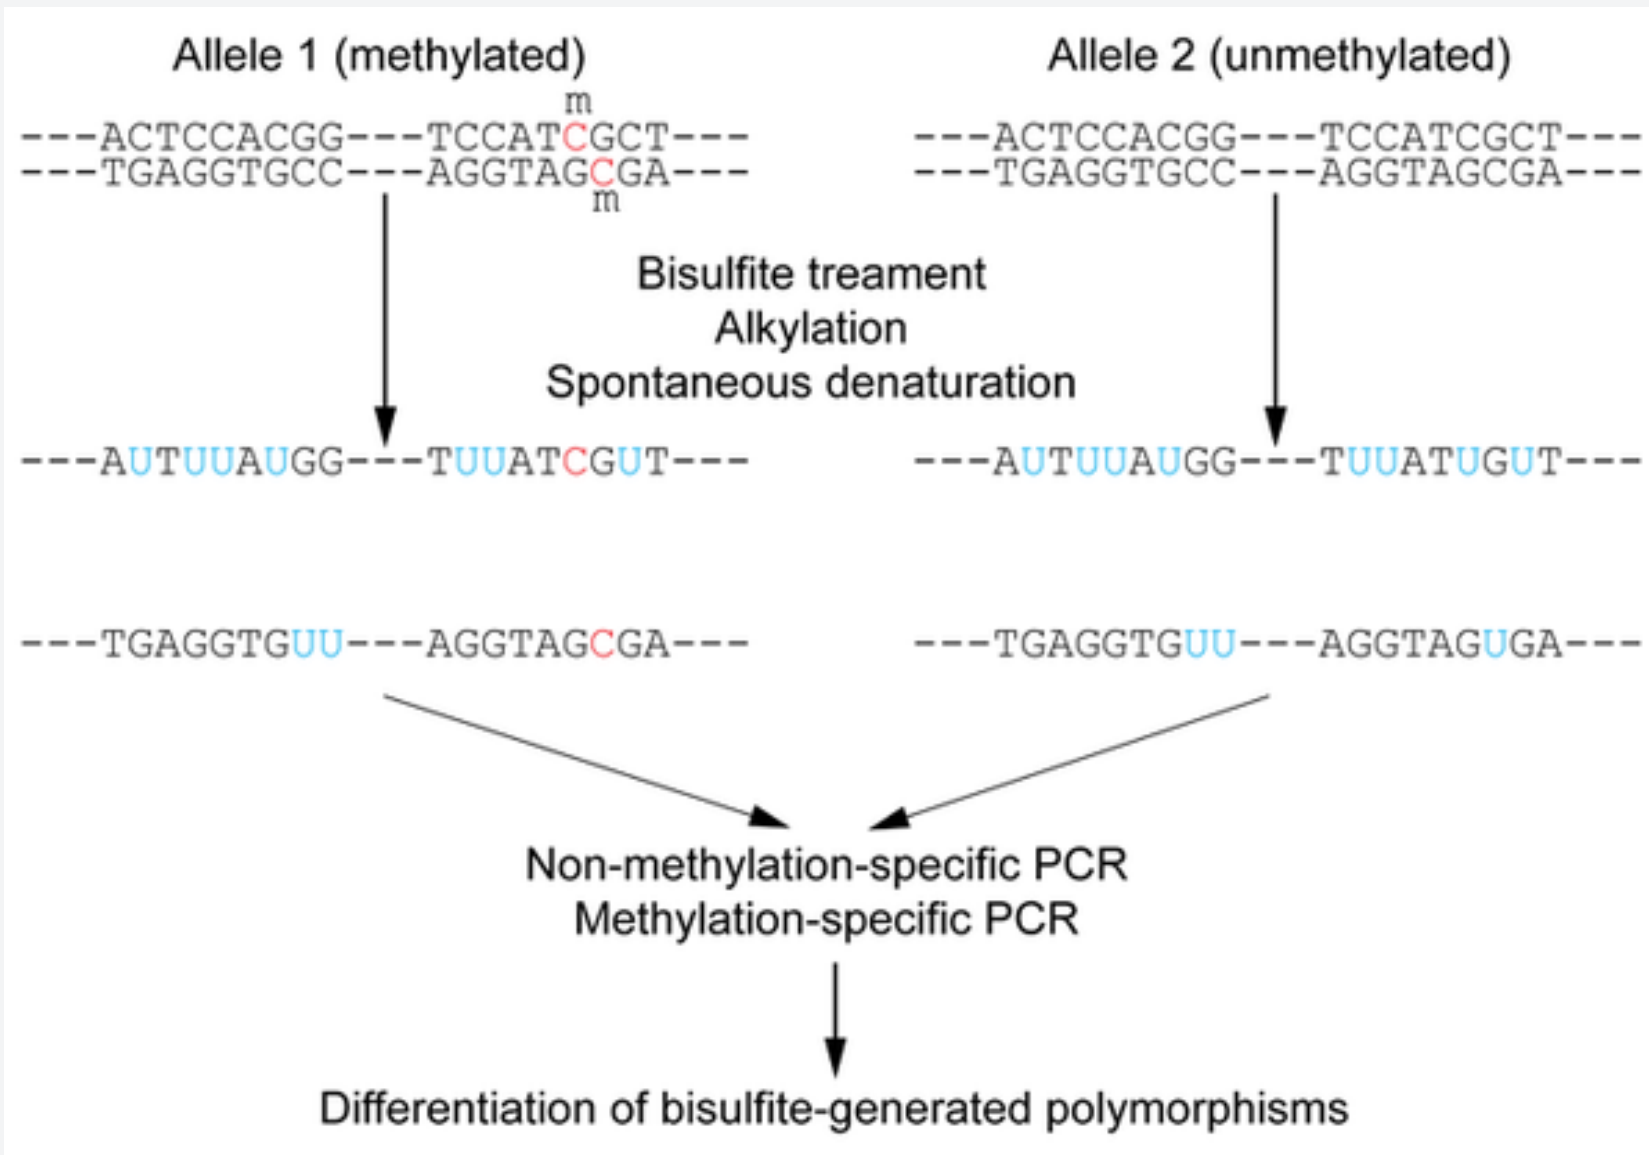 Allele 1 (methylated)
Allele 2 (unmethylated)
m
---ACTCCACGG---TCCATCGCT---
---TGAGGTGCC---AGGTAGCGA---
m
---ACTCCACGG---TCCATCGCT---
---TGAGGTGCC---AGGTAGCGA---
Bisulfite treament
Alkylation
Spontaneous denaturation
---AUTUUAUGG---TUUATCGUT---
---AUTUUAUGG---TUUATUGUT---
---TGAGGTGUU---AGGTAGCGA---
---TGAGGTGUU---AGGTAGUGA---
Non-methylation-specific PCR
Methylation-specific PCR
Differentiation of bisulfite-generated polymorphisms